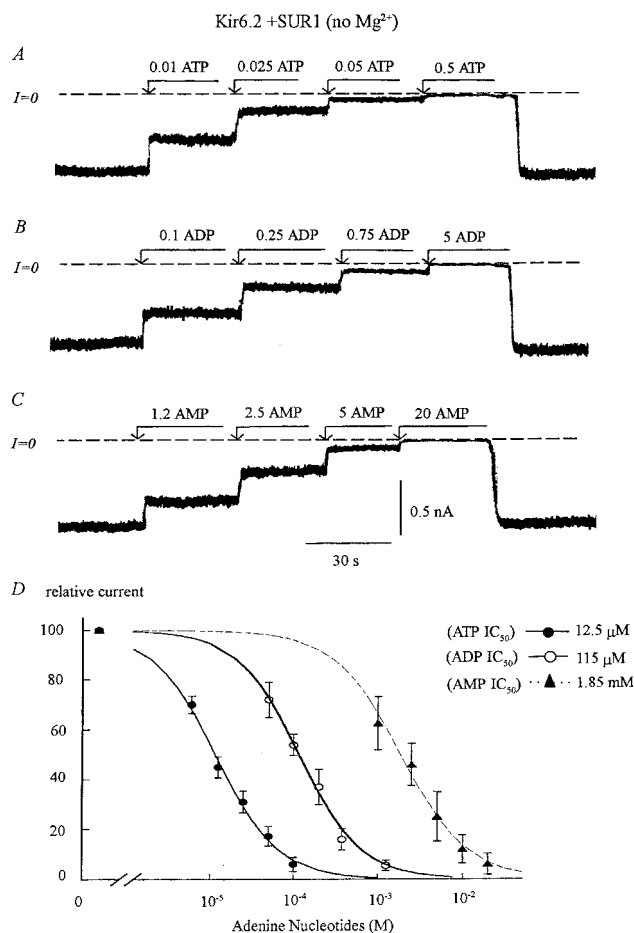 Kir6.2 +SUR1 (no Mg²⁺)
A
0.01 ATP 0.025 ATP 0.05 ATP 0.5 ATP
I=0
B
0.1 ADP 0.25 ADP 0.75 ADP 5 ADP
I=0
C
1.2 AMP 2.5 AMP 5 AMP 20 AMP
I=0
0.5 nA
30 s
D relative current
100
80
60
40
20
0
(ATP IC₅₀) 12.5 μM
(ADP IC₅₀) 115 μM
(AMP IC₅₀) 1.85 mM
0 10⁻⁵ 10⁻⁴ 10⁻³ 10⁻²
Adenine Nucleotides (M)